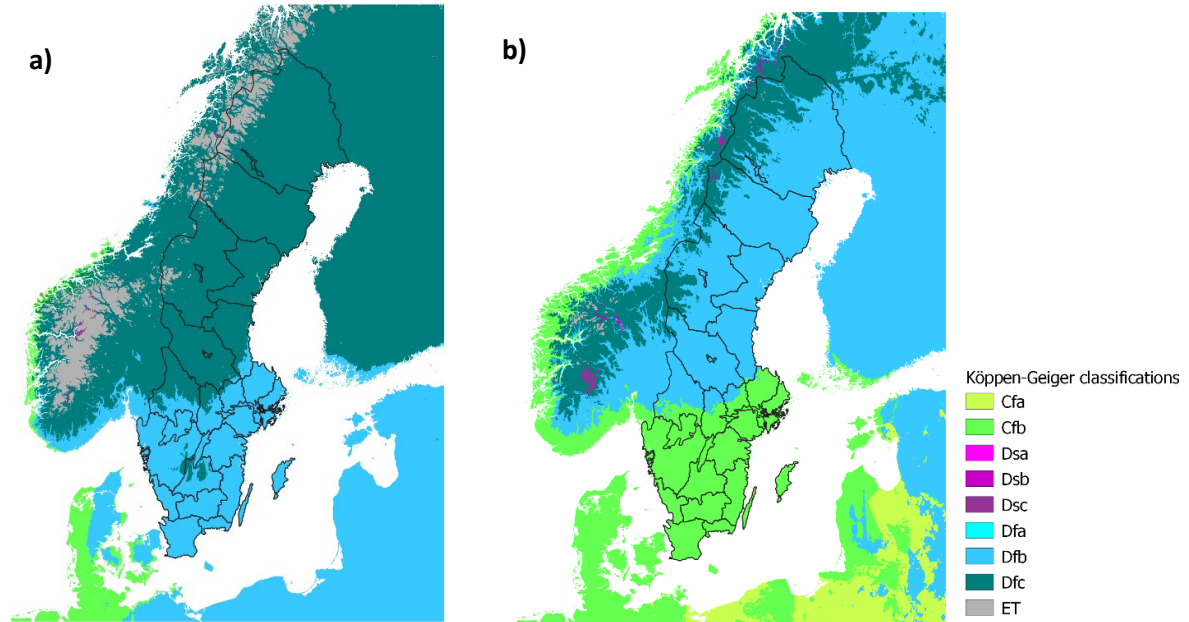 a)
b)
Köppen-Geiger classifications
Cfa
Cfb
Dsa
Dsb
Dsc
Dfa
Dfb
Dfc
ET